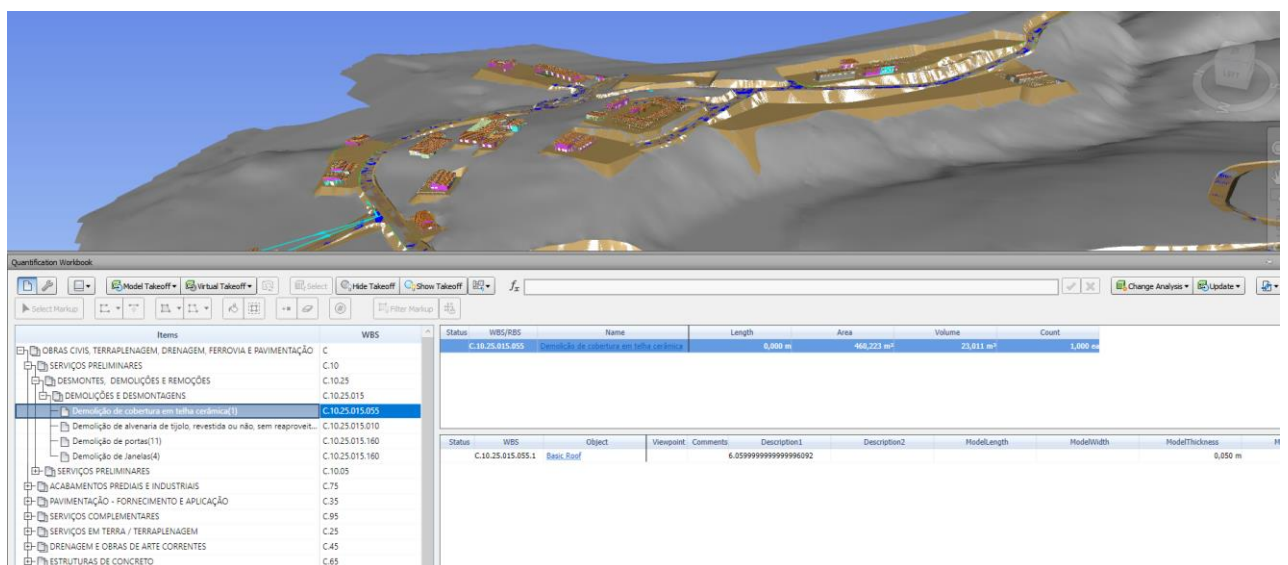 LEFT
Quantification Workbook
Model Takeoff Virtual Takeoff Select Hide Takeoff Show Takeoff fx Change Analysis Update
Select Markup Filter Markup
Items WBS
OBRAS CIVIS, TERRAPLENAGEM, DRENAGEM, FERROVIA E PAVIMENTAÇÃO C
SERVIÇOS PRELIMINARES C.10
DESMONTES, DEMOLIÇÕES E REMOÇÕES C.10.25
DEMOLIÇÕES E DESMONTAGENS C.10.25.015
Demolição de cobertura em telha cerâmica(1) C.10.25.015.055
Demolição de alvenaria de tijolo, revestida ou não, sem reaproveit... C.10.25.015.010
Demolição de portas(11) C.10.25.015.160
Demolição de Janelas(4) C.10.25.015.160
SERVIÇOS PRELIMINARES C.10.05
ACABAMENTOS PREDIAIS E INDUSTRIAIS C.75
PAVIMENTAÇÃO - FORNECIMENTO E APLICAÇÃO C.35
SERVIÇOS COMPLEMENTARES C.95
SERVIÇOS EM TERRA / TERRAPLENAGEM C.25
DRENAGEM E OBRAS DE ARTE CORRENTES C.45
ESTRUTURAS DE CONCRETO C.65
Status WBS/RBS Name Length Area Volume Count
C.10.25.015.055 Demolição de cobertura em telha cerâmica 0,000 m 460,223 m² 23,011 m³ 1,000 ea
Status WBS Object Viewpoint Comments Description1 Description2 ModelLength ModelWidth ModelThickness M
C.10.25.015.055.1 Basic Roof 6.0599999999999996092 0,050 m